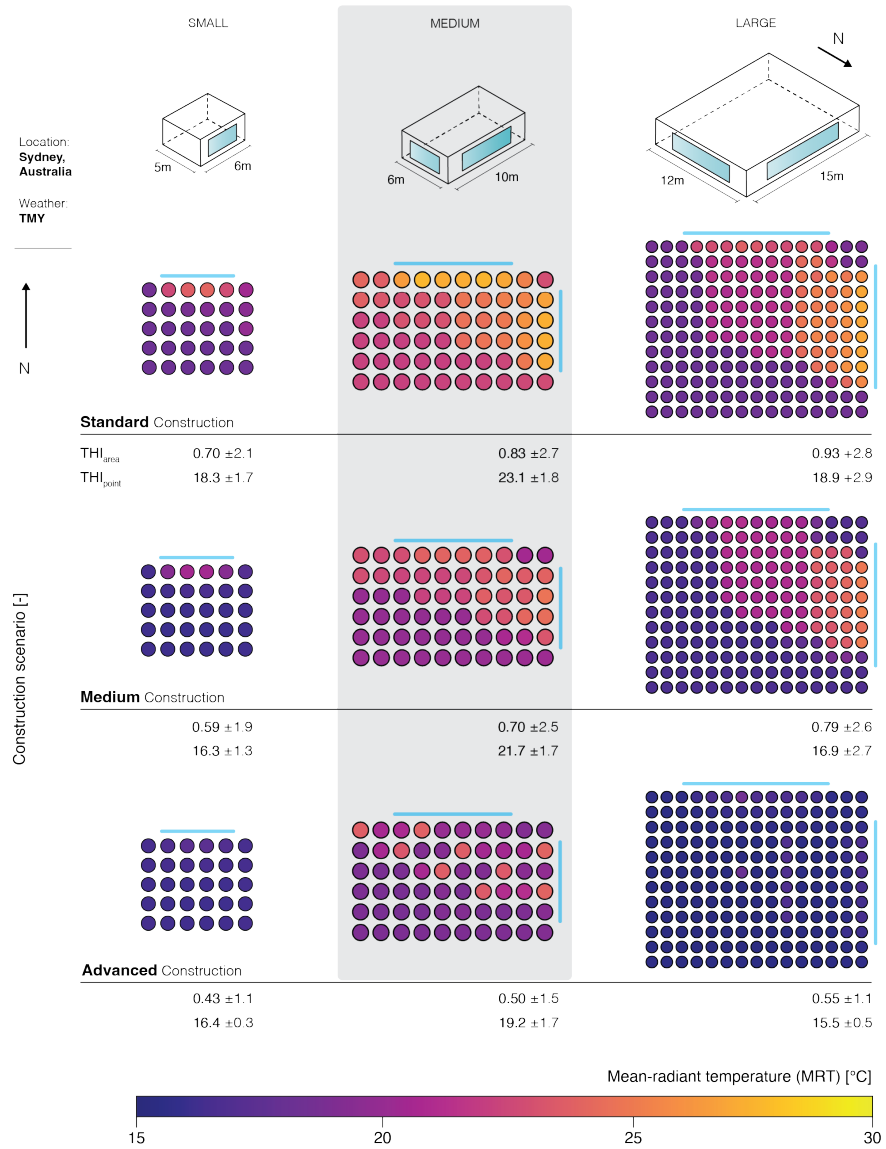 SMALL
MEDIUM
LARGE
N
Location:
Sydney,
Australia
Weather:
TMY
5m
6m
6m
10m
12m
15m
N
Standard Construction
THIarea 0.70 ±2.1 0.83 ±2.7 0.93 +2.8
THIpoint 18.3 ±1.7 23.1 ±1.8 18.9 +2.9
Construction scenario [-]
Medium Construction
0.59 ±1.9 0.70 ±2.5 0.79 ±2.6
16.3 ±1.3 21.7 ±1.7 16.9 ±2.7
Advanced Construction
0.43 ±1.1 0.50 ±1.5 0.55 ±1.1
16.4 ±0.3 19.2 ±1.7 15.5 ±0.5
Mean-radiant temperature (MRT) [°C]
15 20 25 30